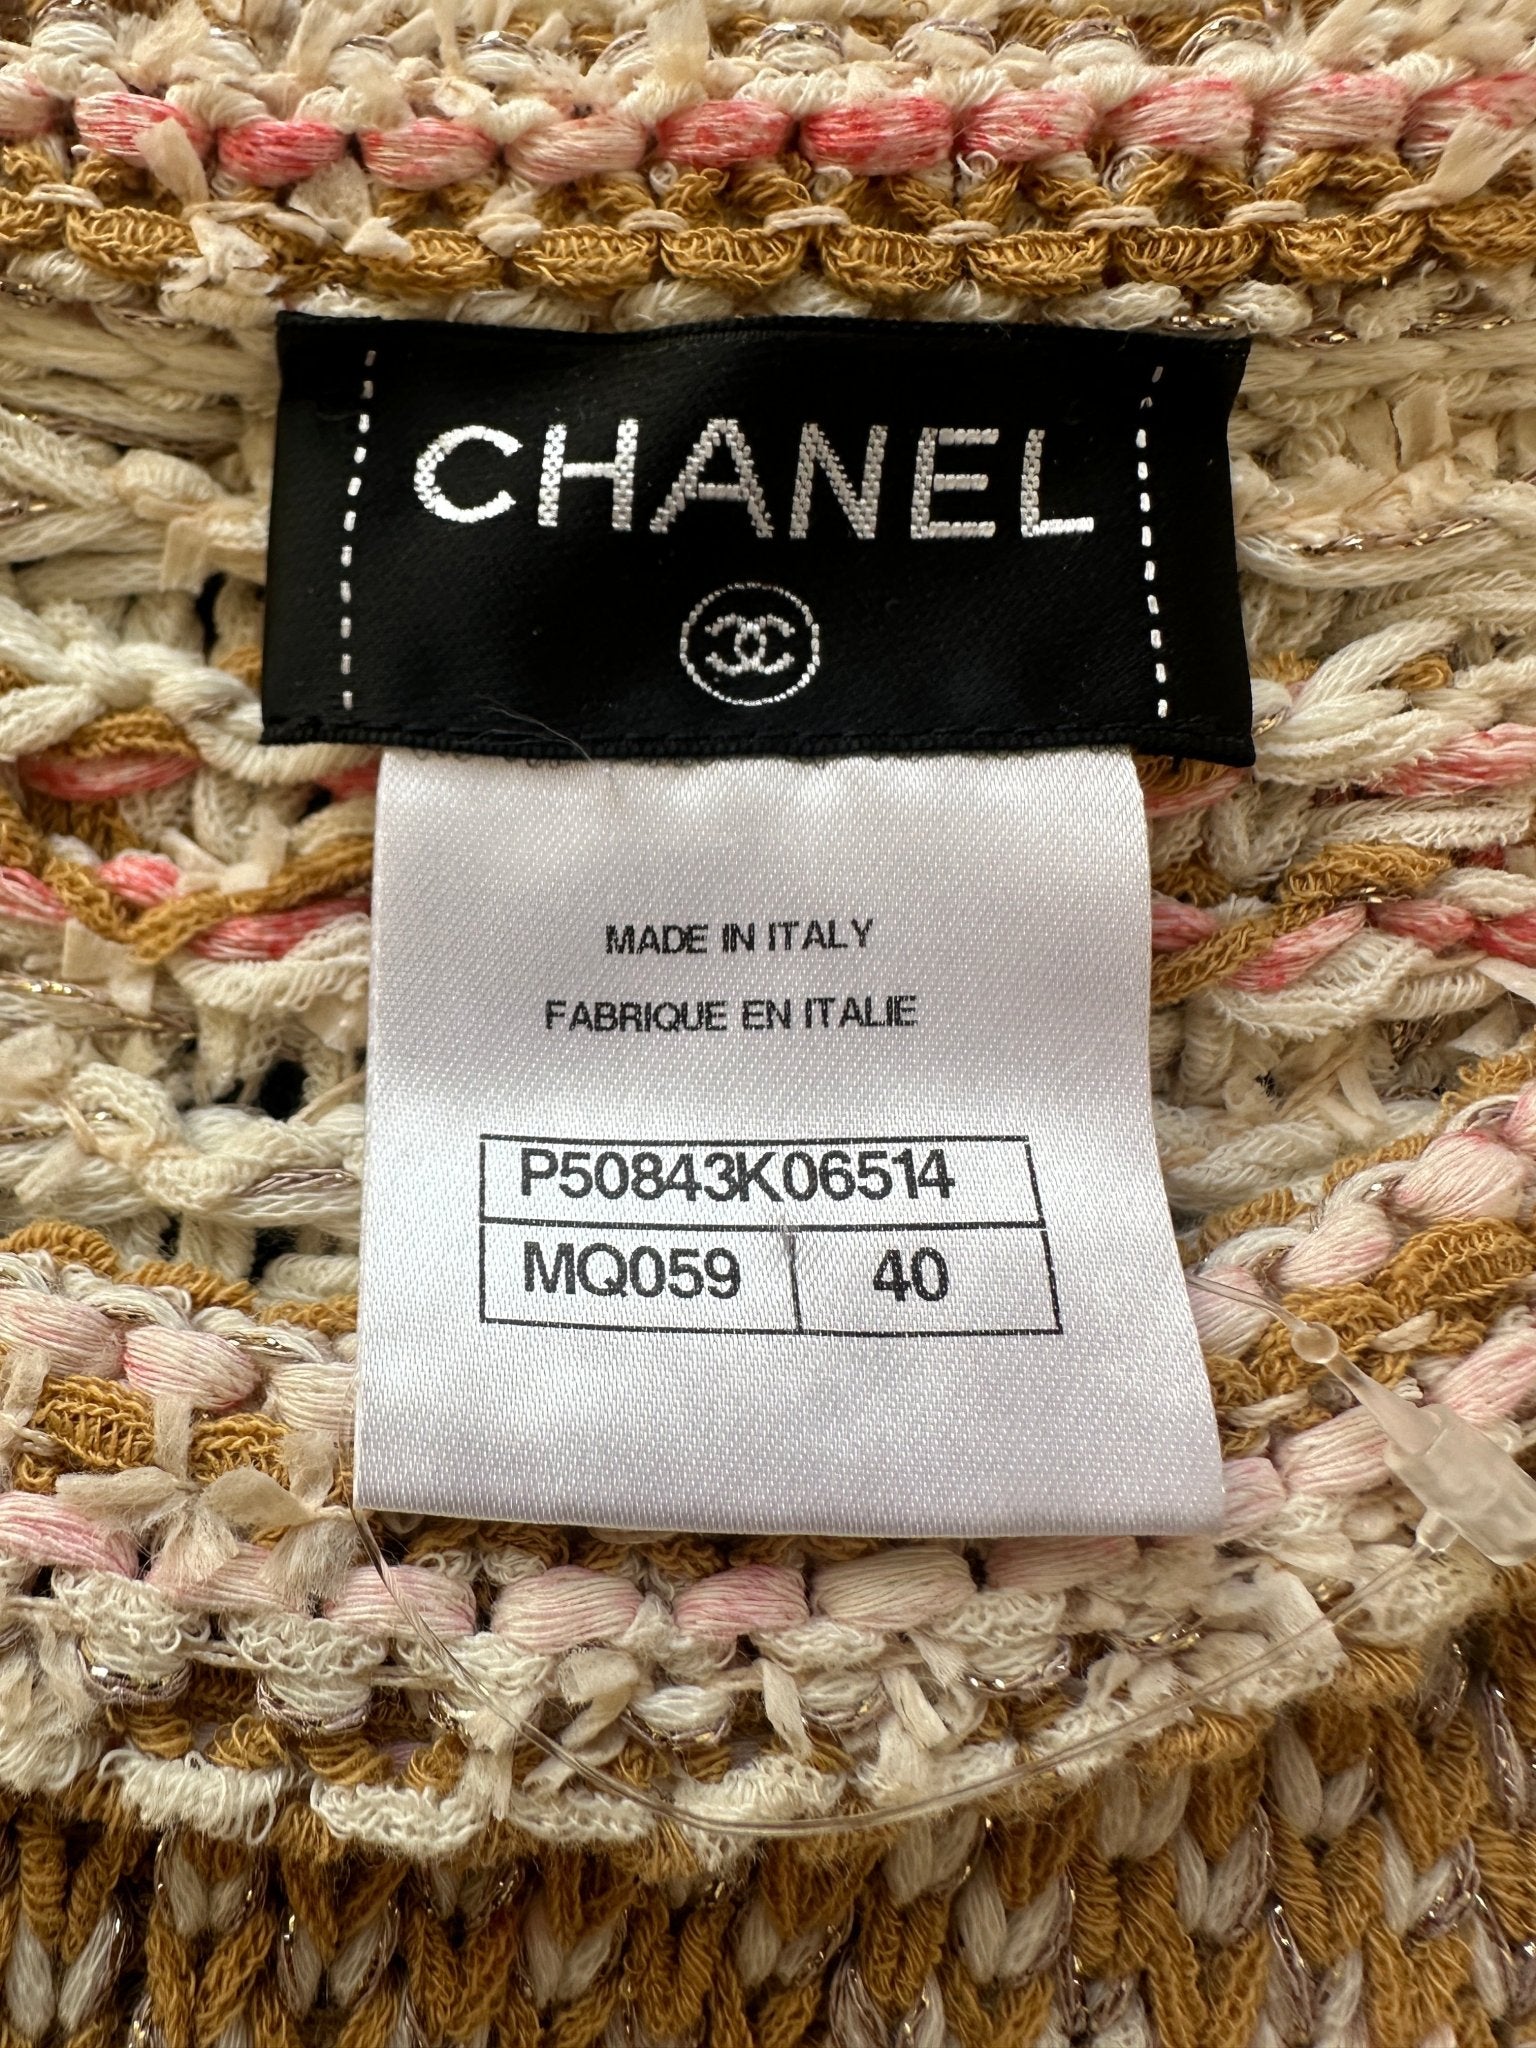 CHANEL
MADE IN ITALY
FABRIQUE EN ITALIE
P50843K06514
MQ059 40